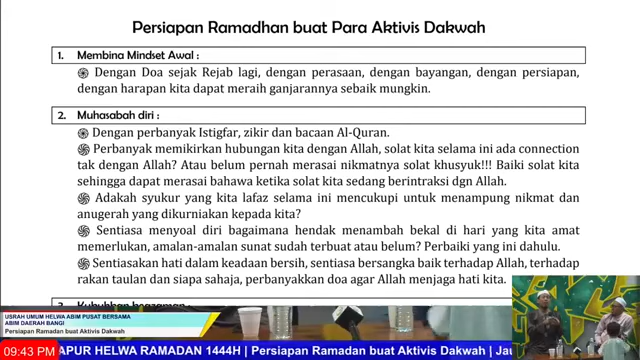 Persiapan Ramadhan buat Para Aktivis Dakwah
1. Membina Mindset Awal :
֍ Dengan Doa sejak Rejab lagi, dengan perasaan, dengan bayangan, dengan persiapan,
dengan harapan kita dapat meraih ganjarannya sebaik mungkin.
2. Muhasabah diri :
֍ Dengan perbanyak Istigfar, zikir dan bacaan Al-Quran.
֍ Perbanyak memikirkan hubungan kita dengan Allah, solat kita selama ini ada connection
tak dengan Allah? Atau belum pernah merasai nikmatnya solat khusyuk!!! Baiki solat kita
sehingga dapat merasai bahawa ketika solat kita sedang berintraksi dgn Allah.
֍ Adakah syukur yang kita lafaz selama ini mencukupi untuk menampung nikmat dan
anugerah yang dikurniakan kepada kita?
֍ Sentiasa menyoal diri bagaimana hendak menambah bekal di hari yang kita amat
memerlukan, amalan-amalan sunat sudah terbuat atau belum? Perbaiki yang ini dahulu.
֍ Sentiasakan hati dalam keadaan bersih, sentiasa bersangka baik terhadap Allah, terhadap
rakan taulan dan siapa sahaja, perbanyakkan doa agar Allah menjaga hati kita.
USRAH UMUM HELWA ABIM PUSAT BERSAMA
ABIM DAERAH BANGI
Persiapan Ramadan buat Aktivis Dakwah
09:43 PM APUR HELWA RAMADAN 1444H | Persiapan Ramadan buat Aktivis Dakwah | Ja